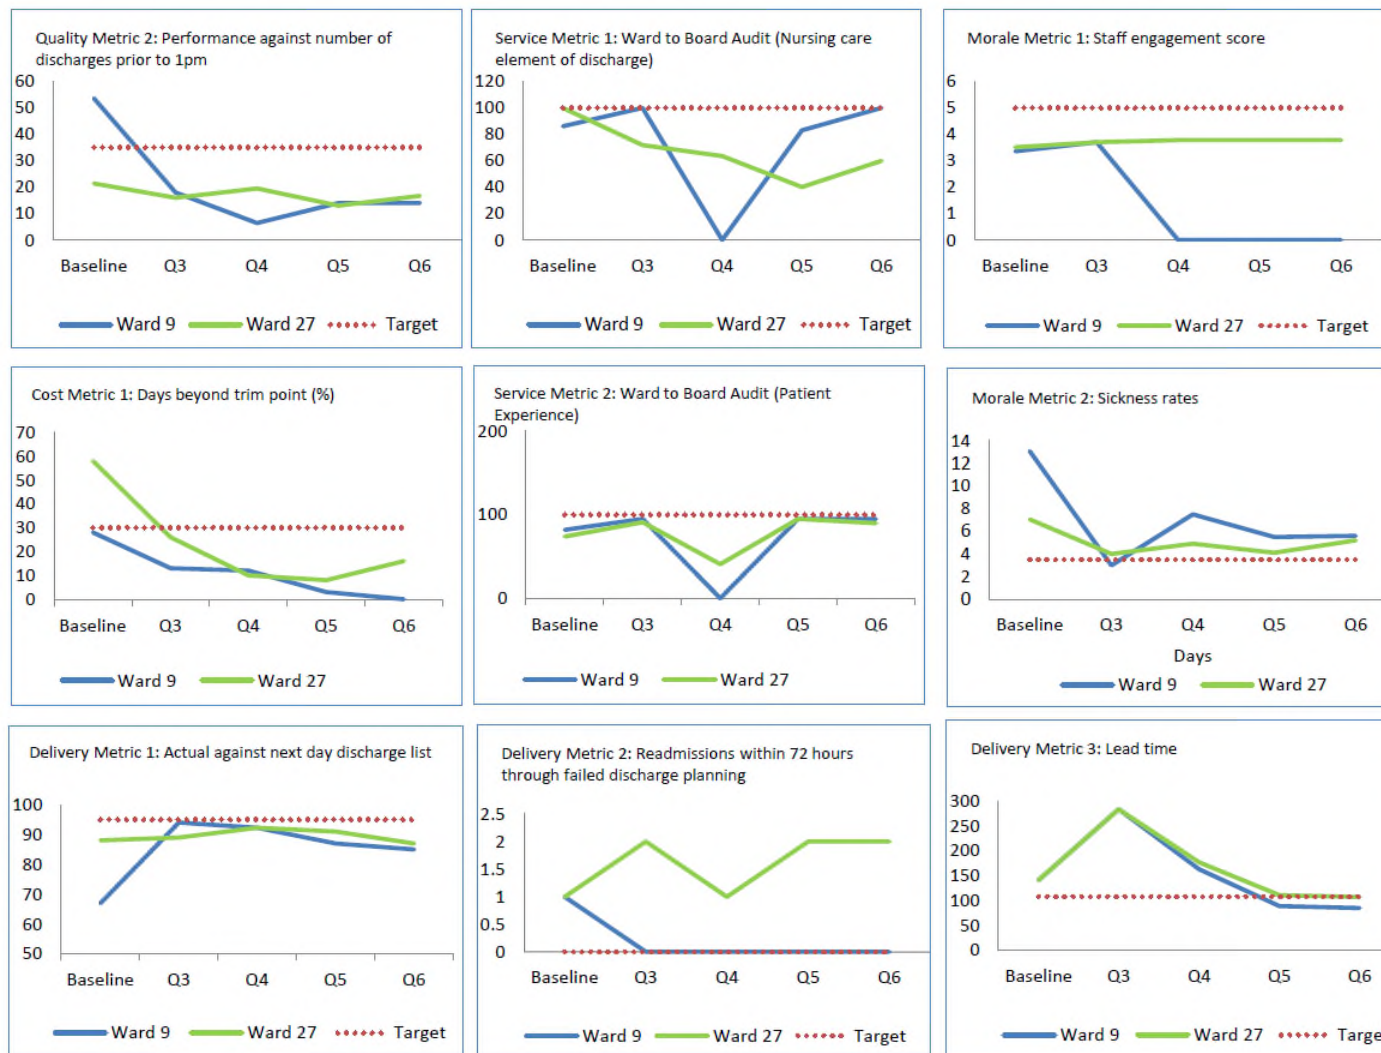 Quality Metric 2: Performance against number of
discharges prior to 1pm
60
50
40
30
20
10
0
Baseline Q3 Q4 Q5 Q6
Ward 9 Ward 27 Target
Service Metric 1: Ward to Board Audit (Nursing care
element of discharge)
120
100
80
60
40
20
0
Baseline Q3 Q4 Q5 Q6
Ward 9 Ward 27 Target
Morale Metric 1: Staff engagement score
6
5
4
3
2
1
0
Baseline Q3 Q4 Q5 Q6
Ward 9 Ward 27 Target
Cost Metric 1: Days beyond trim point (%)
70
60
50
40
30
20
10
0
Baseline Q3 Q4 Q5 Q6
Ward 9 Ward 27
Service Metric 2: Ward to Board Audit (Patient
Experience)
200
100
0
Baseline Q3 Q4 Q5 Q6
Ward 9 Ward 27
Morale Metric 2: Sickness rates
14
12
10
8
6
4
2
0
Baseline Q3 Q4 Q5 Q6
Days
Ward 9 Ward 27
Delivery Metric 1: Actual against next day discharge list
100
90
80
70
60
50
Baseline Q3 Q4 Q5 Q6
Ward 9 Ward 27 Target
Delivery Metric 2: Readmissions within 72 hours
through failed discharge planning
2.5
2
1.5
1
0.5
0
Baseline Q3 Q4 Q5 Q6
Ward 9 Ward 27 Target
Delivery Metric 3: Lead time
300
250
200
150
100
50
0
Baseline Q3 Q4 Q5 Q6
Ward 9 Ward 27 Targe